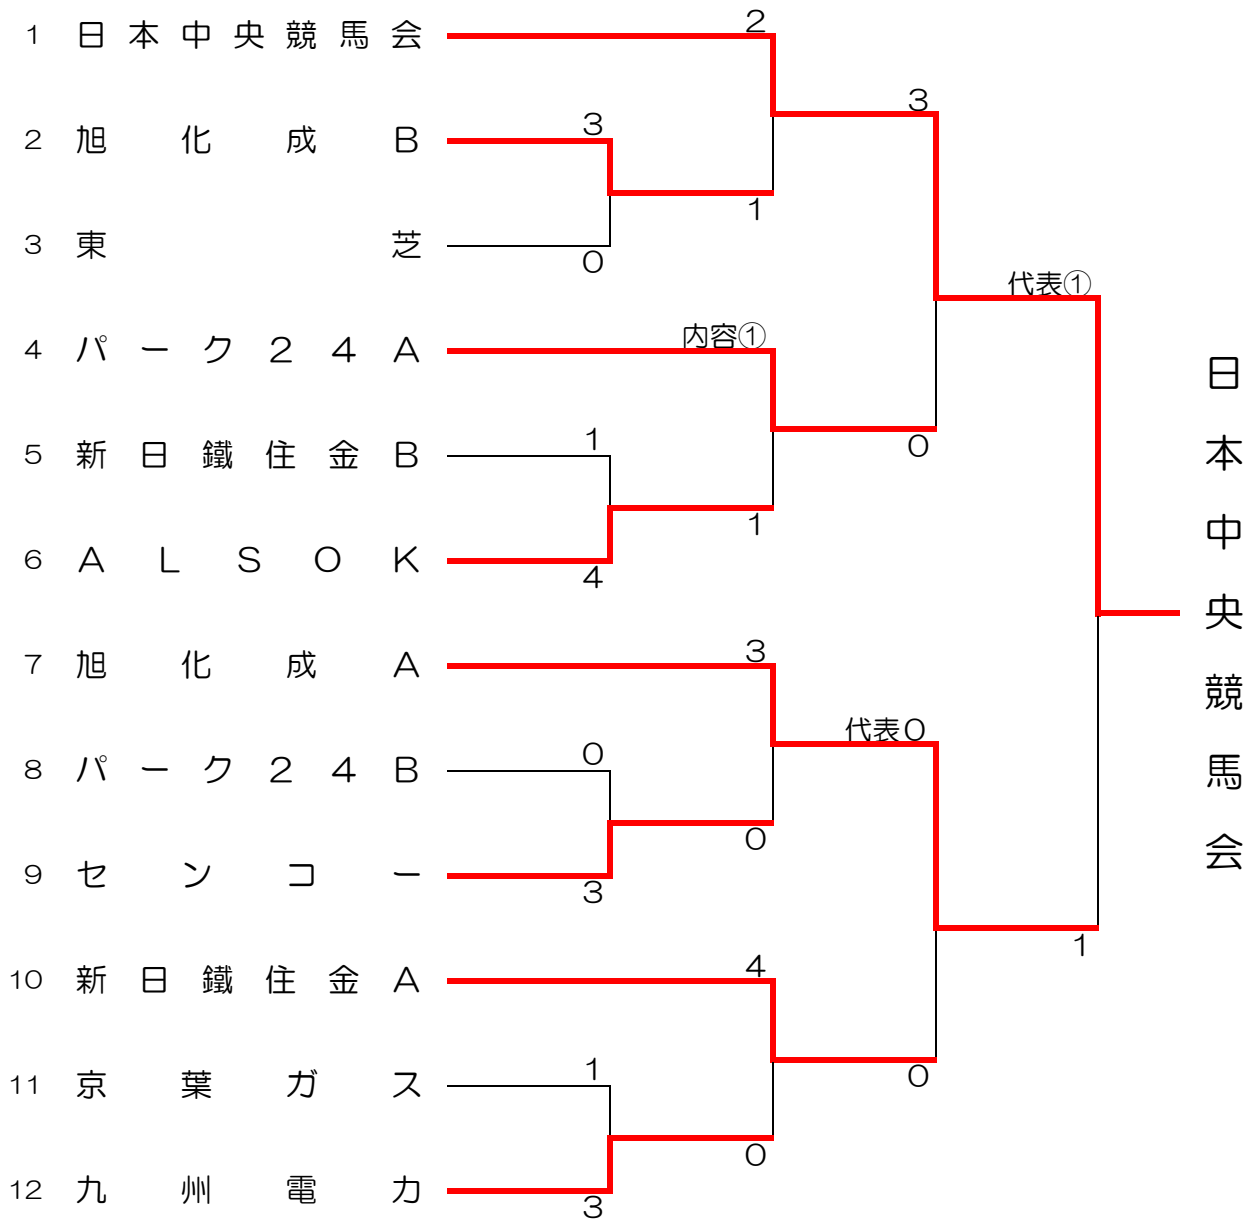 1 日本中央競馬会
2 旭化成B
3 東芝
4 パーク24A
5 新日鐵住金B
6 ALSOK
7 旭化成A
8 パーク24B
9 センコー
10 新日鐵住金A
11 京葉ガス
12 九州電力
3
0
1
4
0
3
1
3
2
1
内容①
1
3
0
4
0
3
0
代表0
0
代表①
1
日本中央競馬会